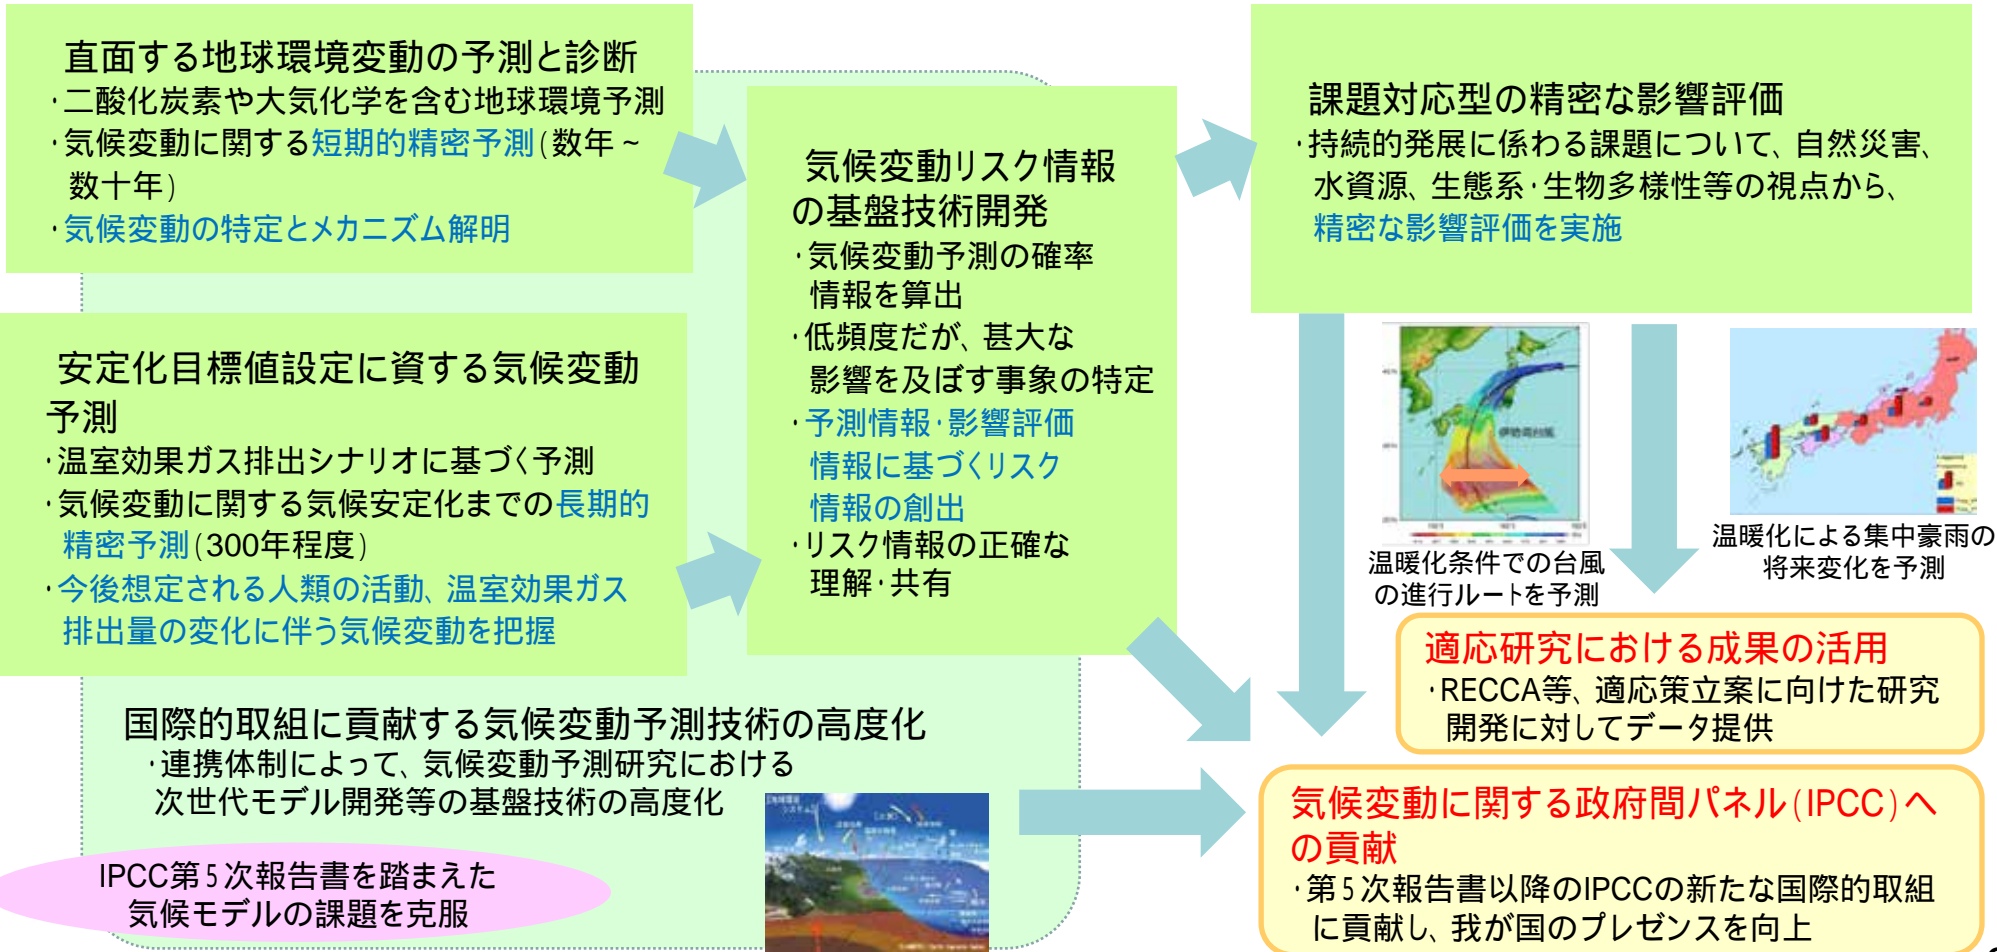 直面する地球環境変動の予測と診断
・二酸化炭素や大気化学を含む地球環境予測
・気候変動に関する短期的精密予測(数年～
数十年)
・気候変動の特定とメカニズム解明
安定化目標値設定に資する気候変動
予測
・温室効果ガス排出シナリオに基づく予測
・気候変動に関する気候安定化までの長期的
精密予測(300年程度)
・今後想定される人類の活動、温室効果ガス
排出量の変化に伴う気候変動を把握
気候変動リスク情報
の基盤技術開発
・気候変動予測の確率
情報を算出
・低頻度だが、甚大な
影響を及ぼす事象の特定
・予測情報・影響評価
情報に基づくリスク
情報の創出
・リスク情報の正確な
理解・共有
課題対応型の精密な影響評価
・持続的発展に係わる課題について、自然災害、
水資源、生態系・生物多様性等の視点から、
精密な影響評価を実施
伊勢湾台風
温暖化条件での台風
の進行ルートを予測
温暖化による集中豪雨の
将来変化を予測
国際的取組に貢献する気候変動予測技術の高度化
・連携体制によって、気候変動予測研究における
次世代モデル開発等の基盤技術の高度化
IPCC第5次報告書を踏まえた
気候モデルの課題を克服
適応研究における成果の活用
・RECCA等、適応策立案に向けた研究
開発に対してデータ提供
気候変動に関する政府間パネル(IPCC)へ
の貢献
・第5次報告書以降のIPCCの新たな国際的取組
に貢献し、我が国のプレゼンスを向上